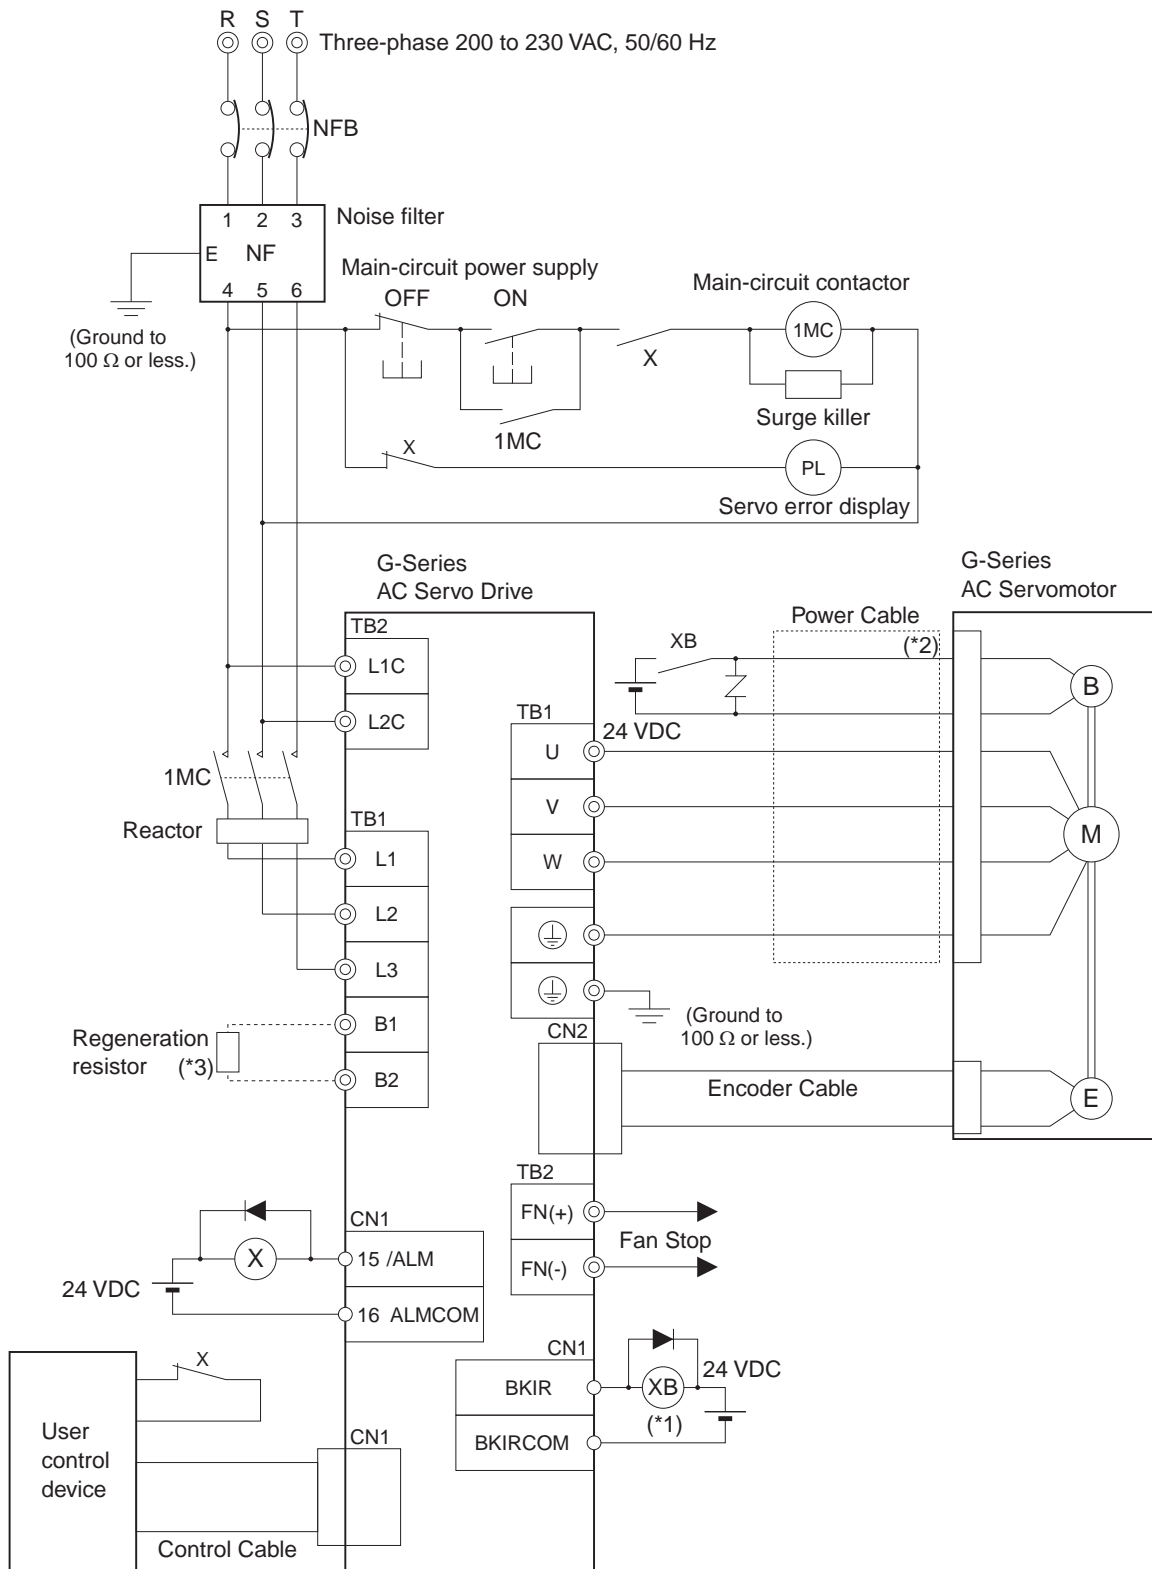 R S T
Three-phase 200 to 230 VAC, 50/60 Hz
NFB
1 2 3
Noise filter
E NF
4 5 6
(Ground to
100 Ω or less.)
Main-circuit power supply
OFF ON
Main-circuit contactor
1MC
X
Surge killer
1MC
X
PL
Servo error display
G-Series
AC Servo Drive
G-Series
AC Servomotor
TB2
L1C
L2C
1MC
Reactor
TB1
L1
L2
L3
Regeneration
resistor (*3)
B1
B2
Power Cable
(*2)
XB
24 VDC
TB1
U
V
W
B
M
(Ground to
100 Ω or less.)
CN2
Encoder Cable
E
TB2
FN(+)
Fan Stop
FN(-)
CN1
X
15 /ALM
24 VDC
16 ALMCOM
CN1
24 VDC
BKIR
XB
(*1)
BKIRCOM
X
User
control
device
CN1
Control Cable